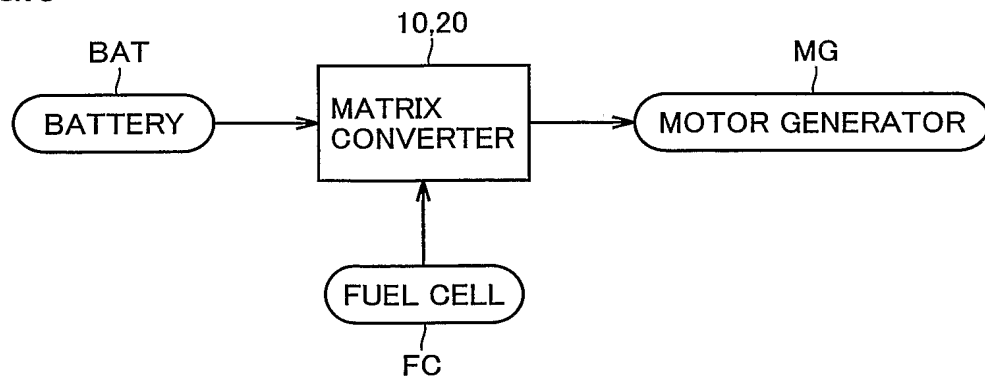 10,20
BAT
MG
BATTERY
MATRIX
CONVERTER
MOTOR GENERATOR
FUEL CELL
FC